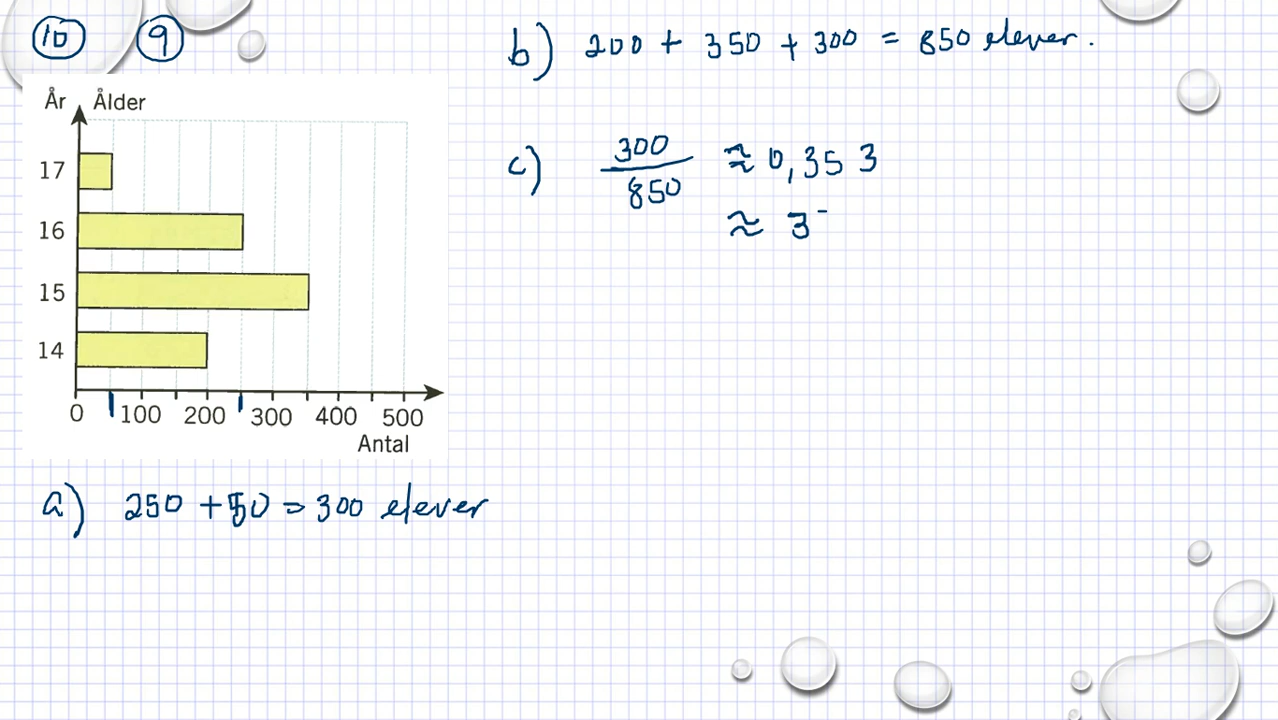 10 9
År Ålder
17
16
15
14
0 100 200 300 400 500
Antal
a) 250 + 50 = 300 elever
b) 200 + 350 + 300 = 850 elever.
c) 300/850 ≈ 0,353
≈ 3